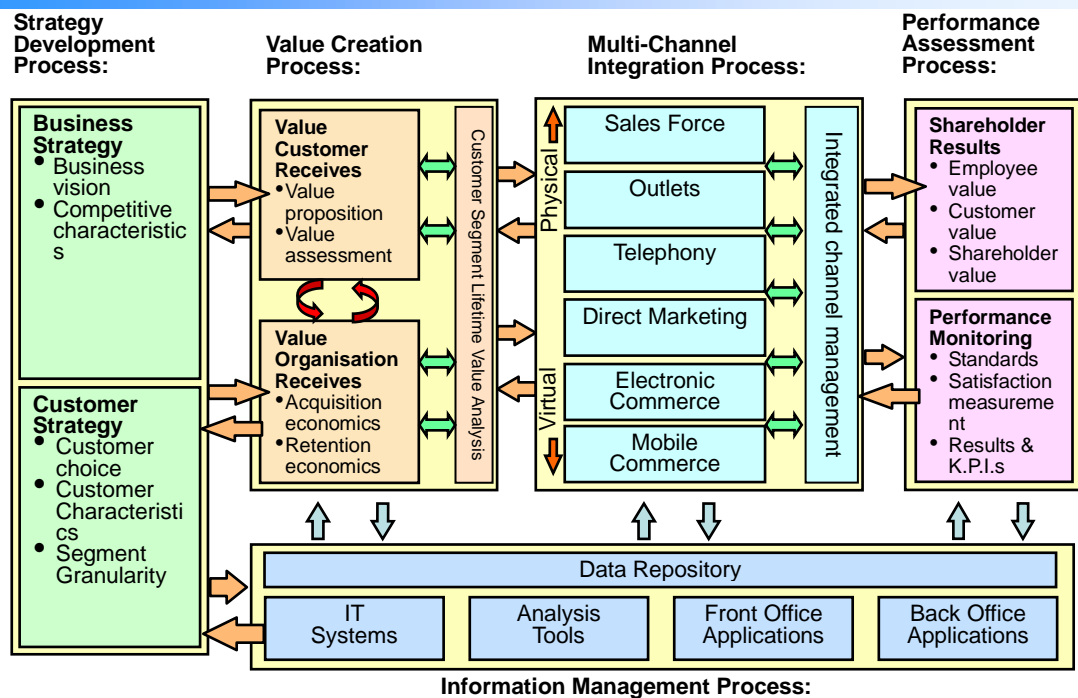 Strategy
Development
Process:
Value Creation
Process:
Multi-Channel
Integration Process:
Performance
Assessment
Process:
Business
Strategy
• Business
vision
• Competitive
characteristic
s
Customer
Strategy
• Customer
choice
• Customer
Characteristi
cs
• Segment
Granularity
Value
Customer
Receives
•Value
proposition
•Value
assessment
Value
Organisation
Receives
•Acquisition
economics
•Retention
economics
Customer Segment Lifetime Value Analysis
Physical
Virtual
Sales Force
Outlets
Telephony
Direct Marketing
Electronic
Commerce
Mobile
Commerce
Integrated channel management
Shareholder
Results
• Employee
value
• Customer
value
• Shareholder
value
Performance
Monitoring
• Standards
• Satisfaction
measureme
nt
• Results &
K.P.I.s
Data Repository
IT
Systems
Analysis
Tools
Front Office
Applications
Back Office
Applications
Information Management Process: